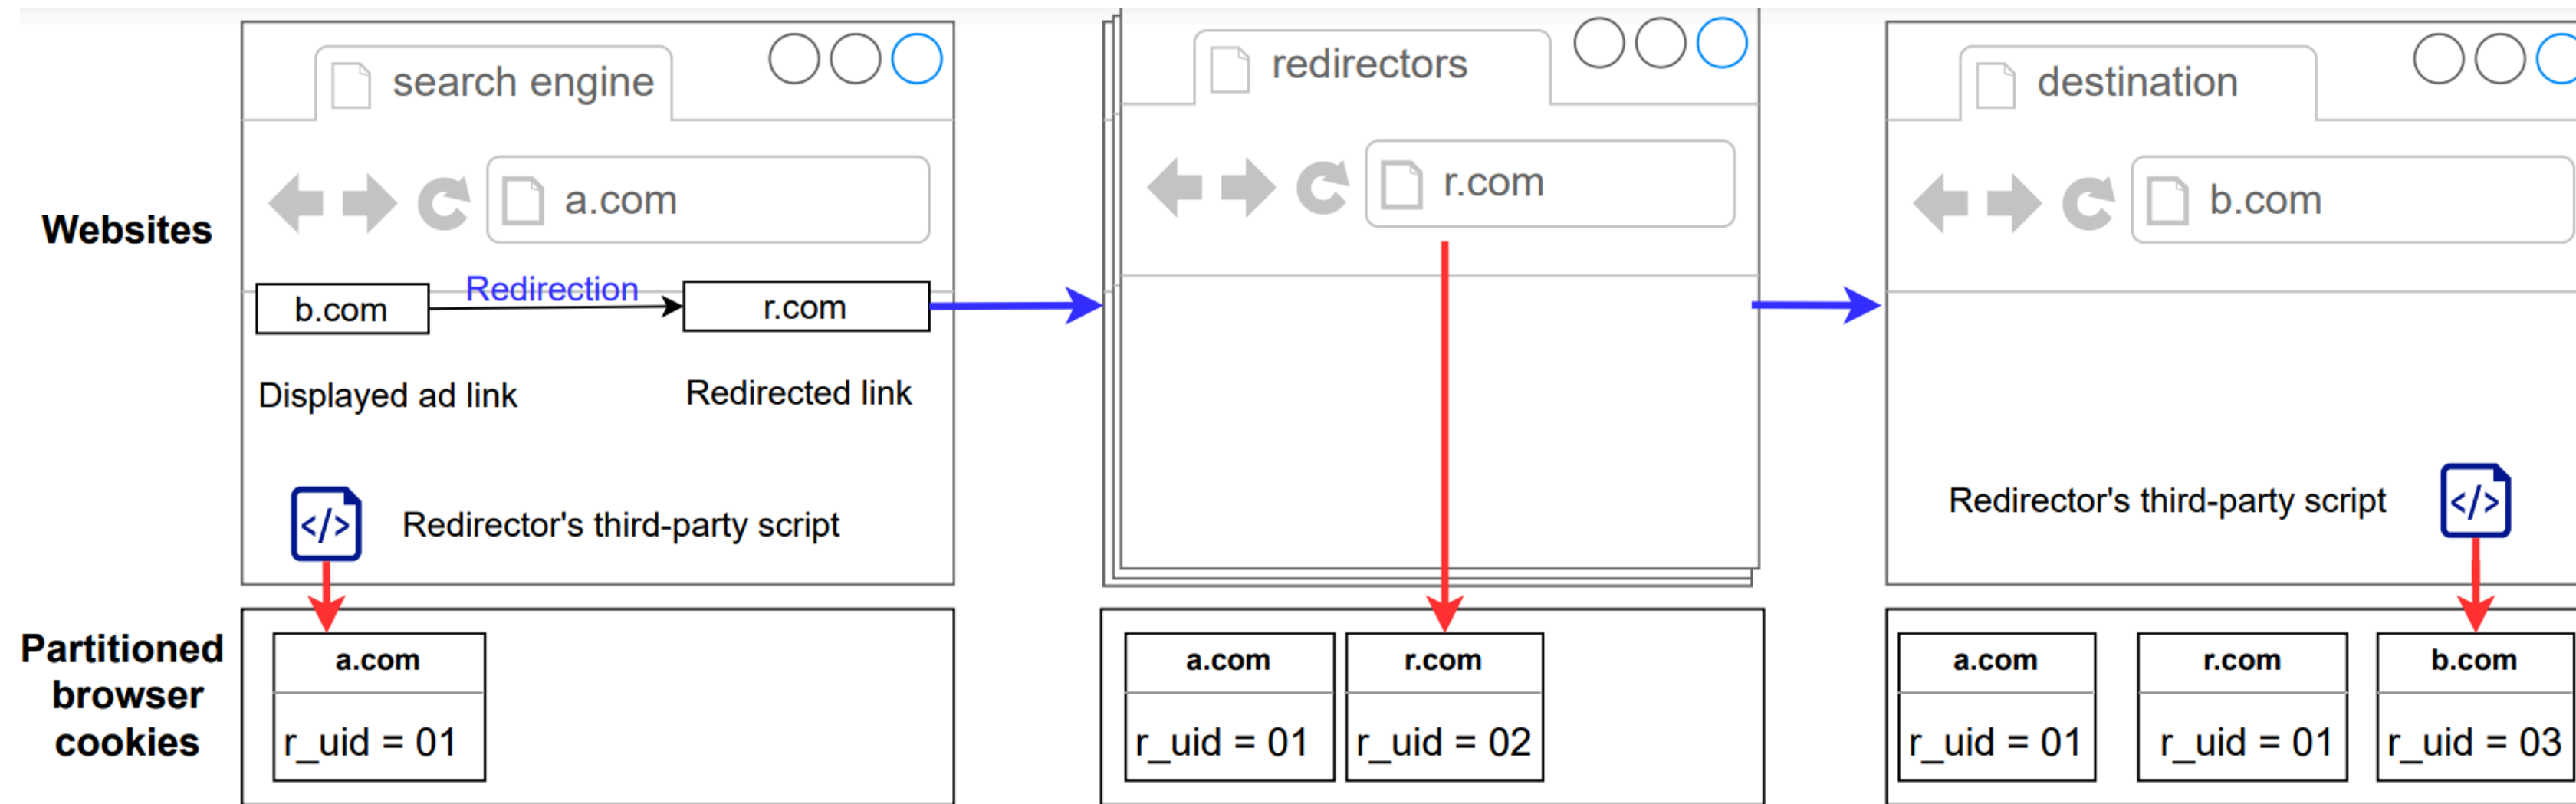 search engine
redirectors
destination
a.com
r.com
b.com
Websites
b.com
Redirection
r.com
Displayed ad link
Redirected link
Redirector's third-party script
Redirector's third-party script
Partitioned
browser
cookies
a.com
r_uid = 01
a.com
r_uid = 01
r.com
r_uid = 02
a.com
r_uid = 01
r.com
r_uid = 01
b.com
r_uid = 03